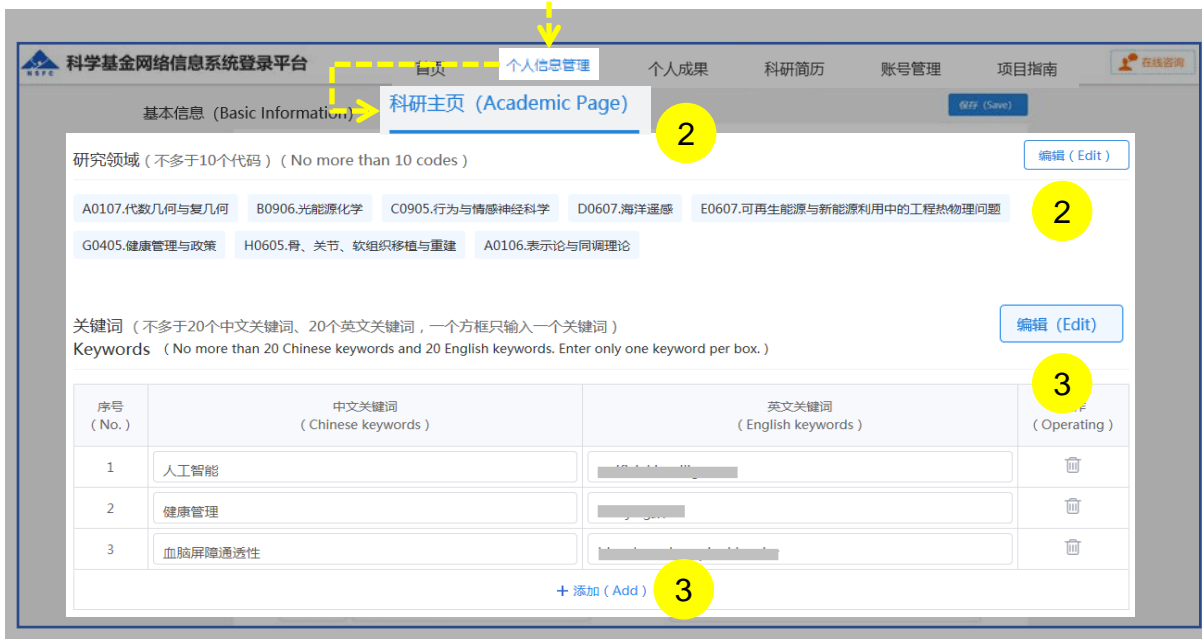 NSFC 科学基金网络信息系统登录平台 首页 个人信息管理 个人成果 科研简历 账号管理 项目指南 在线咨询
基本信息（Basic Information） 科研主页（Academic Page） 保存 (Save)
2
研究领域（不多于10个代码）（No more than 10 codes） 编辑（Edit）
A0107.代数几何与复几何 B0906.光能源化学 C0905.行为与情感神经科学 D0607.海洋遥感 E0607.可再生能源与新能源利用中的工程热物理问题
2
G0405.健康管理与政策 H0605.骨、关节、软组织移植与重建 A0106.表示论与同调理论
关键词（不多于20个中文关键词、20个英文关键词，一个方框只输入一个关键词） 编辑（Edit）
Keywords（No more than 20 Chinese keywords and 20 English keywords. Enter only one keyword per box.）
3
序号 中文关键词 英文关键词
（No.） （Chinese keywords） （English keywords） （Operating）
1 人工智能
2 健康管理
3 血脑屏障通透性
+ 添加（Add） 3